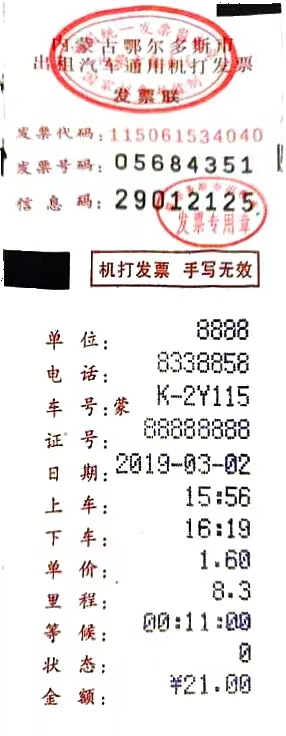 内蒙古鄂尔多斯市
出租汽车通用机打发票
发票联
发票代码:115061534040
发票号码:05684351
信息码:29012125
发票专用章
机打发票 手写无效
单位: 8888
电话: 8338858
车号:蒙 K-2Y115
证号: 88888888
日期:2019-03-02
上车: 15:56
下车: 16:19
单价: 1.60
里程: 8.3
等候: 00:11:00
状态: 0
金额: ¥21.00